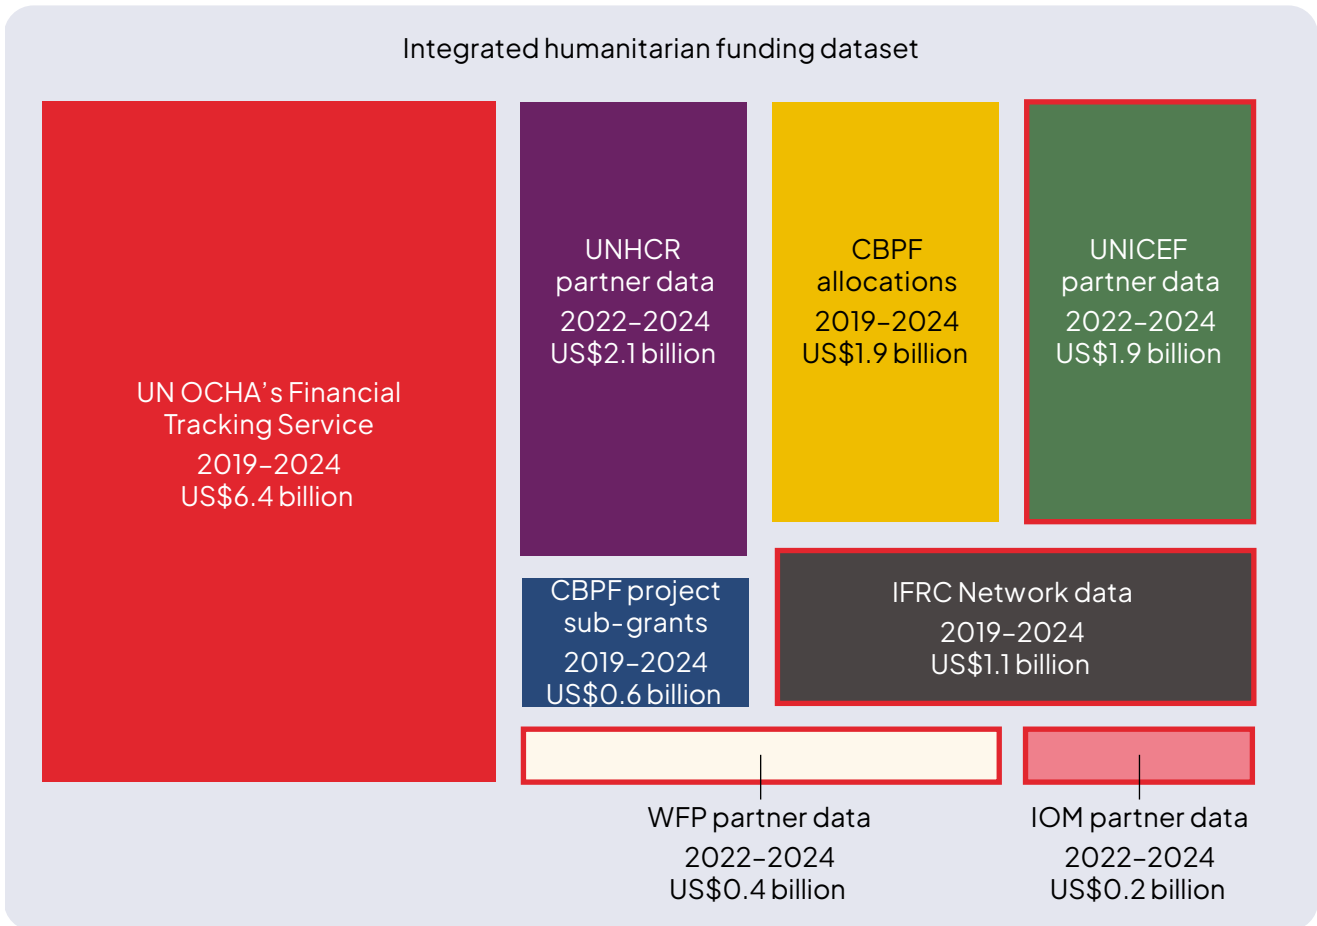 Integrated humanitarian funding dataset
UN OCHA’s Financial
Tracking Service
2019–2024
US$6.4 billion
UNHCR
partner data
2022–2024
US$2.1 billion
CBPF
allocations
2019–2024
US$1.9 billion
UNICEF
partner data
2022–2024
US$1.9 billion
CBPF project
sub-grants
2019–2024
US$0.6 billion
IFRC Network data
2019–2024
US$1.1 billion
WFP partner data
2022–2024
US$0.4 billion
IOM partner data
2022–2024
US$0.2 billion